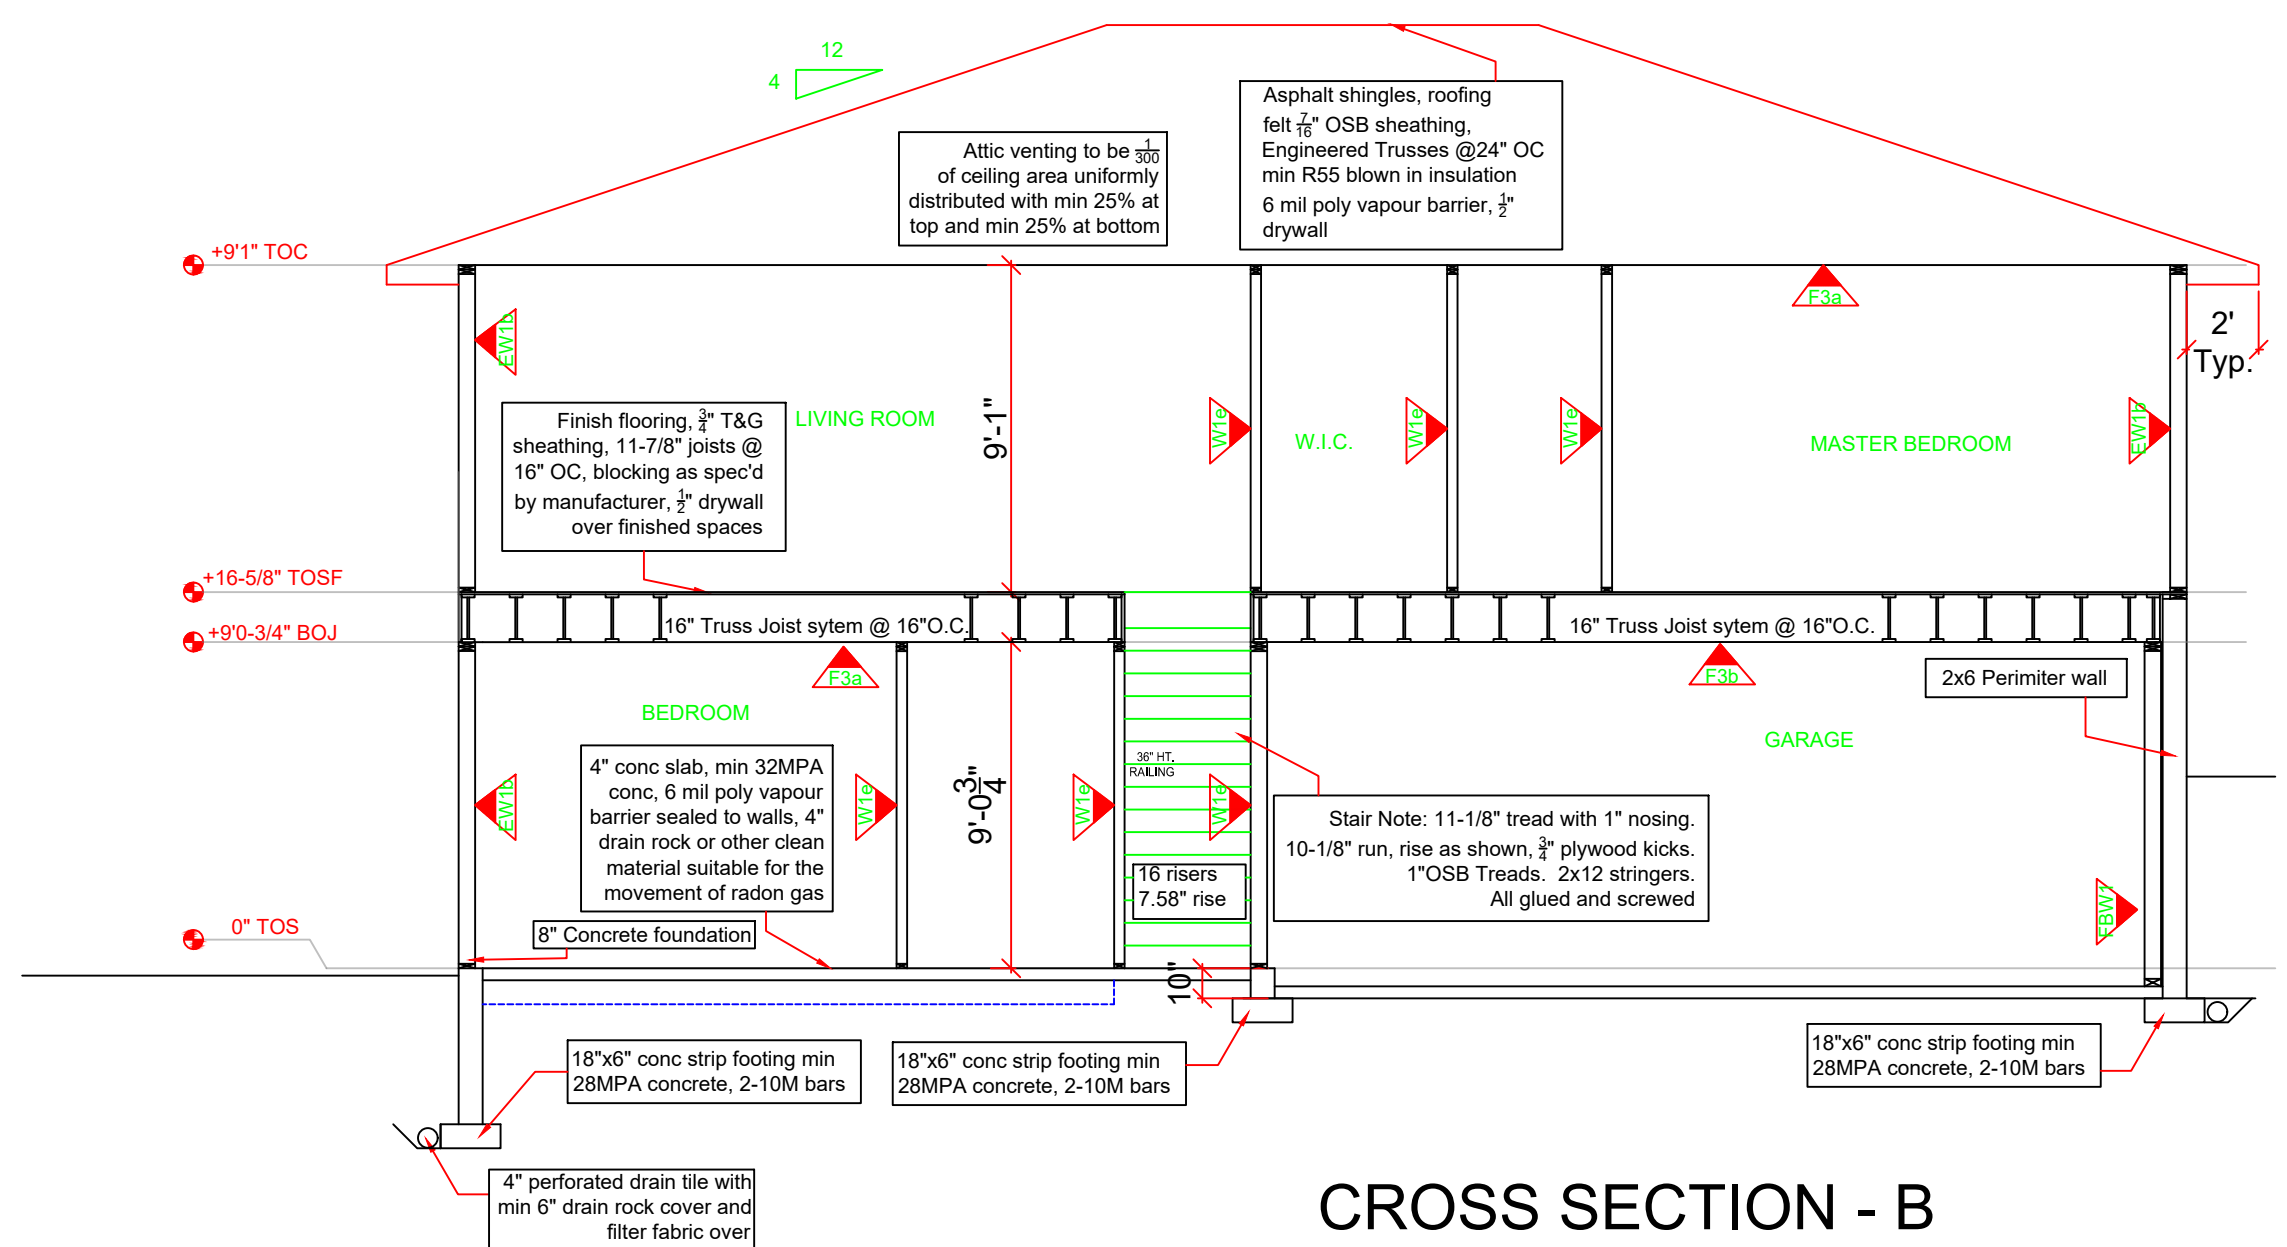 12
4
Asphalt shingles, roofing
felt 7/16" OSB sheathing,
Engineered Trusses @24" OC
min R55 blown in insulation
6 mil poly vapour barrier, 1/2"
drywall
Attic venting to be 1/300
of ceiling area uniformly
distributed with min 25% at
top and min 25% at bottom
+9'1" TOC
F3a
EW1b
2'
Typ.
Finish flooring, 3/4" T&G
sheathing, 11-7/8" joists @
16" OC, blocking as spec'd
by manufacturer, 1/2" drywall
over finished spaces
LIVING ROOM
9'-1"
W1e
W.I.C.
W1e
W1e
MASTER BEDROOM
EW1b
+16-5/8" TOSF
+9'0-3/4" BOJ
16" Truss Joist sytem @ 16"O.C.
16" Truss Joist sytem @ 16"O.C.
F3a
F3b
2x6 Perimiter wall
BEDROOM
GARAGE
4" conc slab, min 32MPA
conc, 6 mil poly vapour
barrier sealed to walls, 4"
drain rock or other clean
material suitable for the
movement of radon gas
EW1b
W1e
9'-0 3/4"
W1e
36" HT.
RAILING
W1e
Stair Note: 11-1/8" tread with 1" nosing.
10-1/8" run, rise as shown, 3/4" plywood kicks.
1"OSB Treads. 2x12 stringers.
All glued and screwed
16 risers
7.58" rise
FBW1
0" TOS
8" Concrete foundation
10"
18"x6" conc strip footing min
28MPA concrete, 2-10M bars
18"x6" conc strip footing min
28MPA concrete, 2-10M bars
18"x6" conc strip footing min
28MPA concrete, 2-10M bars
4" perforated drain tile with
min 6" drain rock cover and
filter fabric over
CROSS SECTION - B